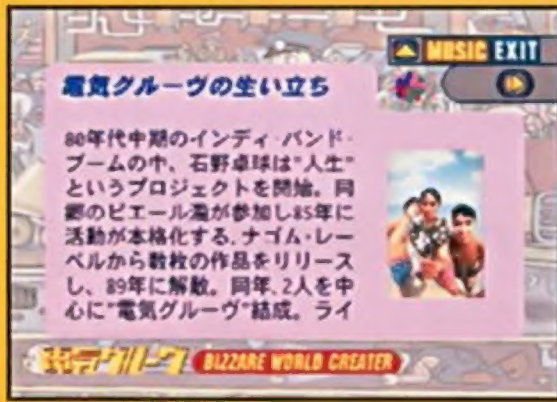 MUSIC EXIT
電気グルーヴの生い立ち
80年代中期のインディ・バンド・
ブームの中、石野卓球は"人生"
というプロジェクトを開始。同
郷のピエール瀧が参加し85年に
活動が本格化する。ナゴム・レー
ベルから数枚の作品をリリース
し、89年に解散。同年、2人を中
心に"電気グルーヴ"結成。ライ
電気グルーヴ BIZZARE WORLD CREATER